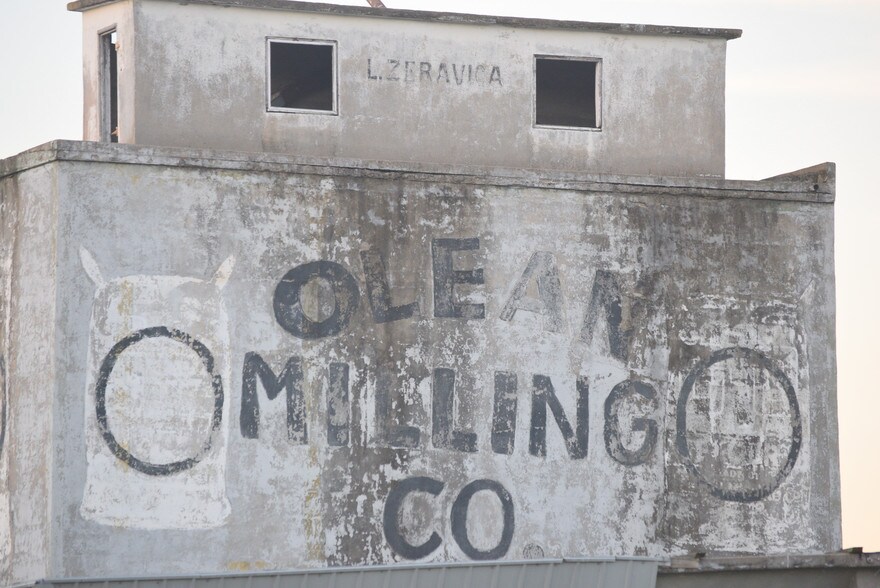 L. ZERAVICA
OLEAN
MILLING
CO